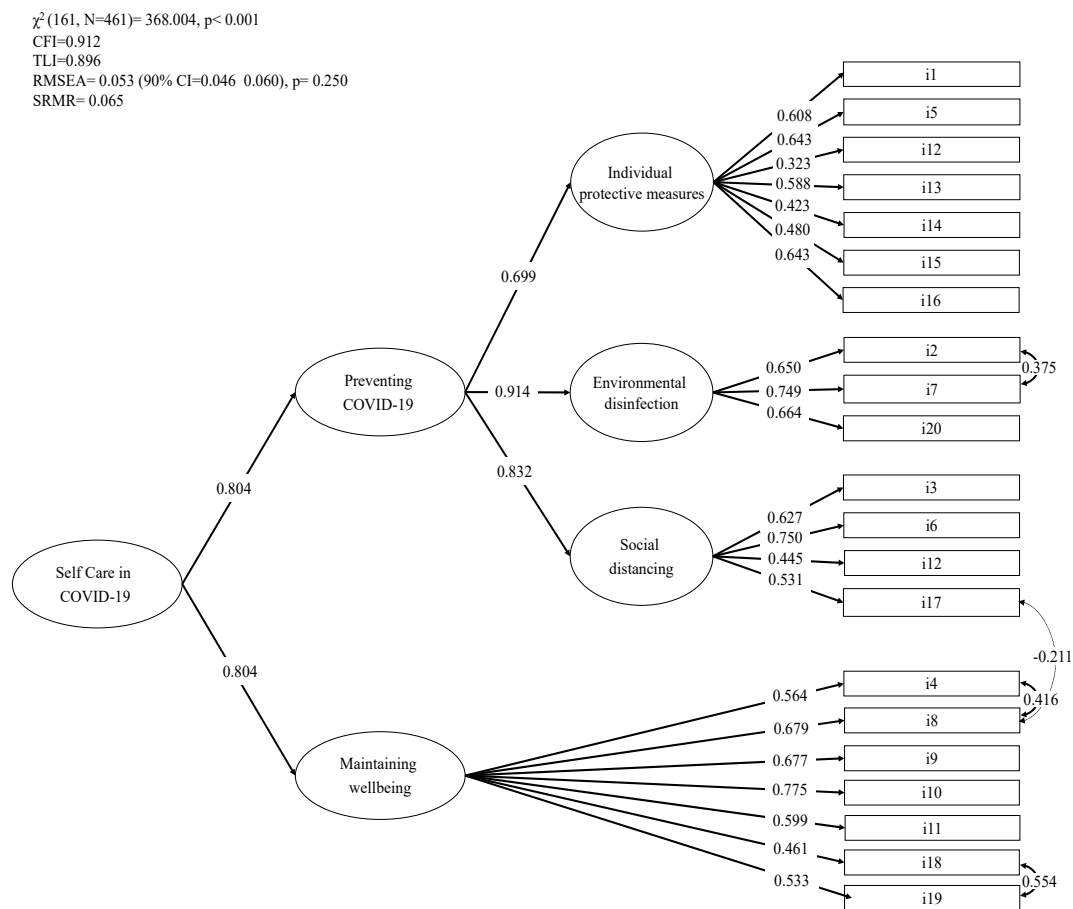 χ² (161, N=461)= 368.004, p< 0.001
CFI=0.912
TLI=0.896
RMSEA= 0.053 (90% CI=0.046 0.060), p= 0.250
SRMR= 0.065
i1
0.608
i5
0.643
i12
0.323
Individual
protective measures
0.588
i13
0.423
i14
0.480
0.643
i15
i16
0.699
i2
0.650
0.375
Preventing
COVID-19
0.914
Environmental
disinfection
0.749
i7
0.664
i20
0.832
i3
0.804
0.627
i6
0.750
Social
distancing
0.445
i12
0.531
Self Care in
COVID-19
i17
-0.211
0.804
0.564
i4
0.416
0.679
i8
Maintaining
wellbeing
0.677
i9
0.775
i10
0.599
i11
0.461
i18
0.533
0.554
i19